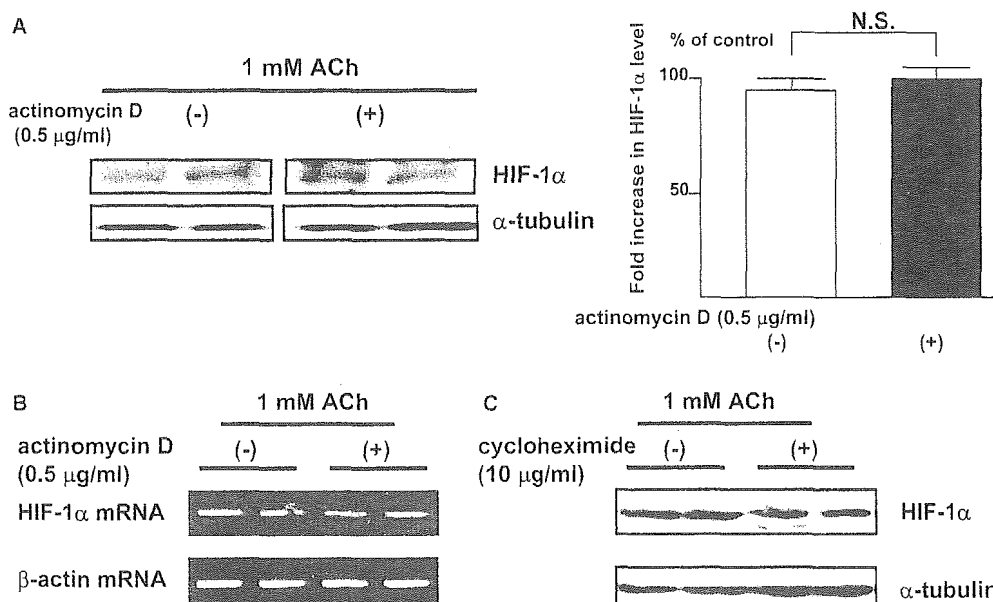 A
1 mM ACh
actinomycin D (-) (+)
(0.5 μg/ml)
HIF-1α
α-tubulin
N.S.
% of control
Fold increase in HIF-1α level
100
50
actinomycin D (0.5 μg/ml)
(-) (+)
B
1 mM ACh
actinomycin D (-) (+)
(0.5 μg/ml)
HIF-1α mRNA
β-actin mRNA
C
1 mM ACh
cycloheximide (-) (+)
(10 μg/ml)
HIF-1α
α-tubulin